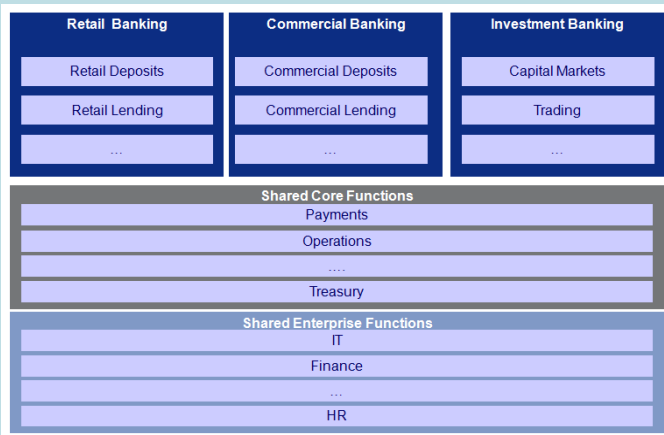 Retail Banking
Retail Deposits
Retail Lending
...
Commercial Banking
Commercial Deposits
Commercial Lending
...
Investment Banking
Capital Markets
Trading
...
Shared Core Functions
Payments
Operations
....
Treasury
Shared Enterprise Functions
IT
Finance
...
HR